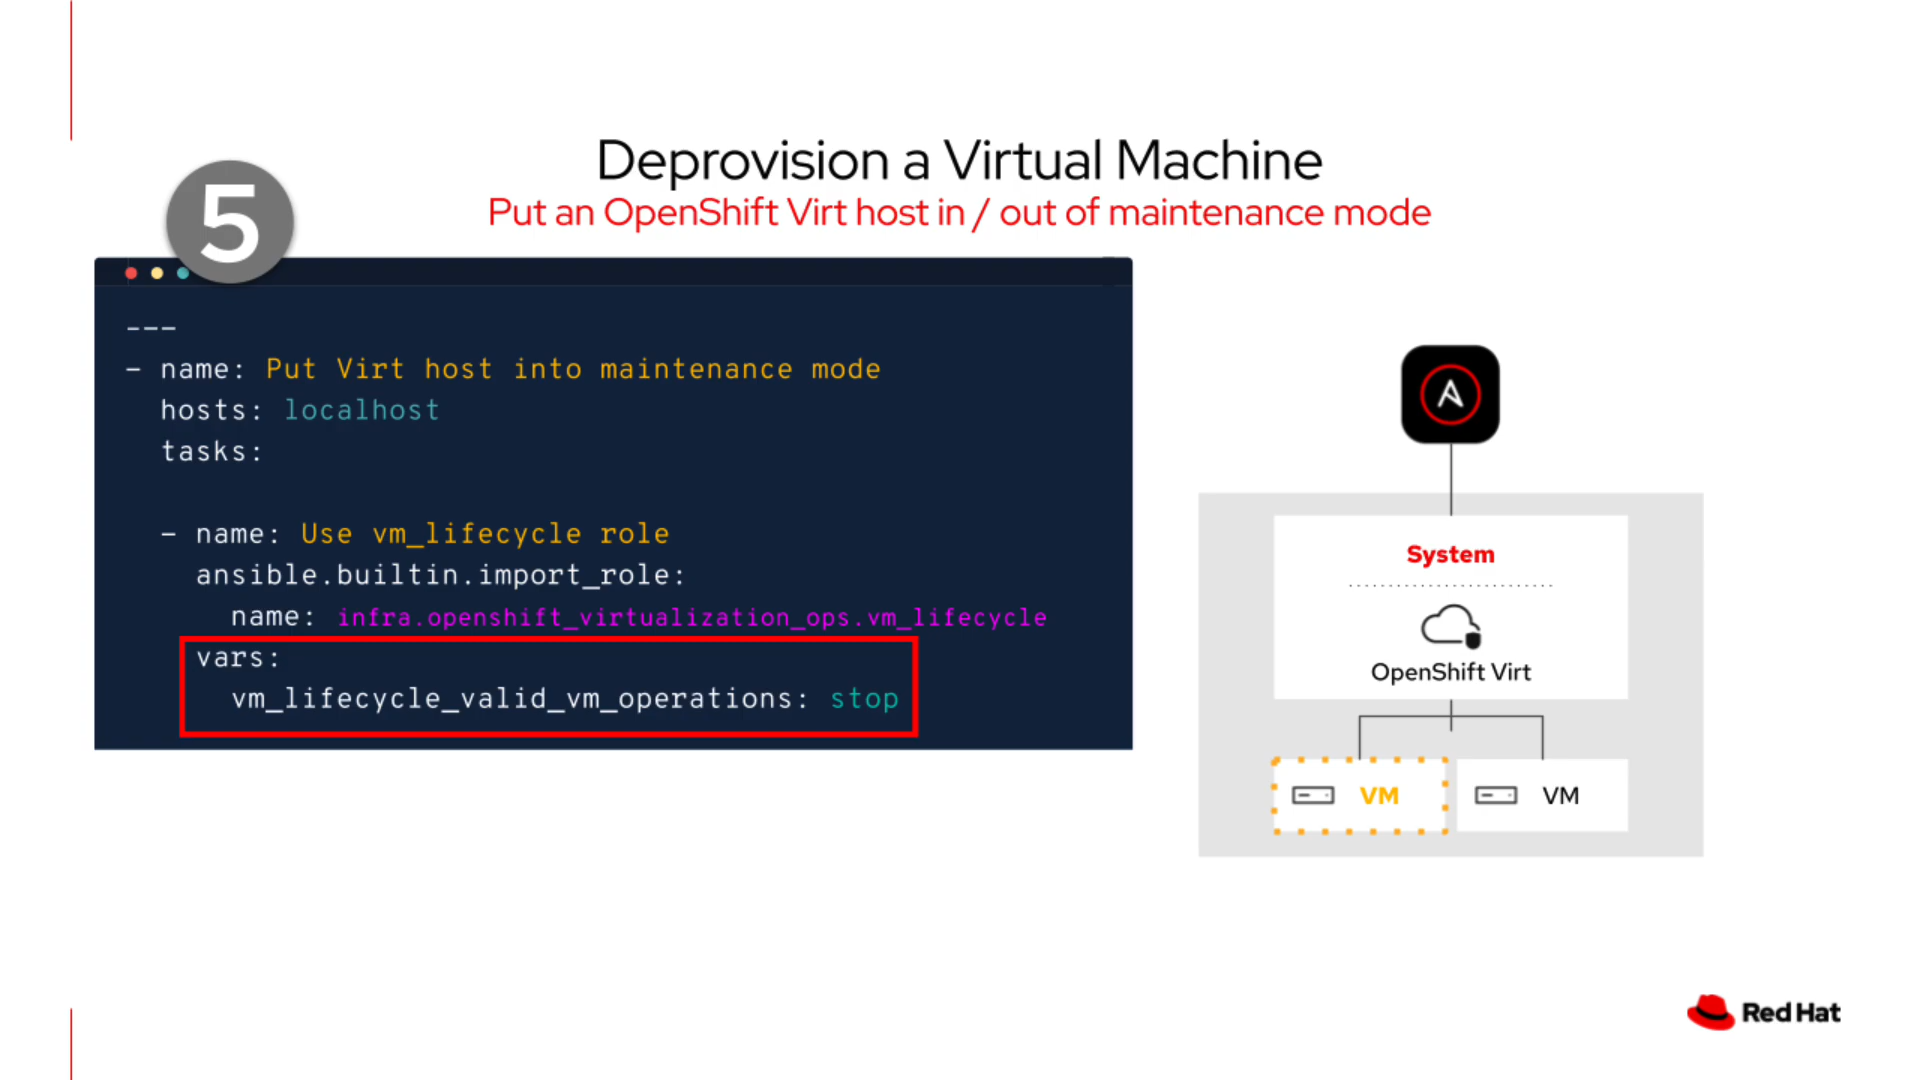 Deprovision a Virtual Machine
Put an OpenShift Virt host in / out of maintenance mode
5
---
- name: Put Virt host into maintenance mode
hosts: localhost
tasks:
- name: Use vm_lifecycle role
ansible.builtin.import_role:
name: infra.openshift_virtualization_ops.vm_lifecycle
vars:
vm_lifecycle_valid_vm_operations: stop
System
OpenShift Virt
VM
VM
Red Hat